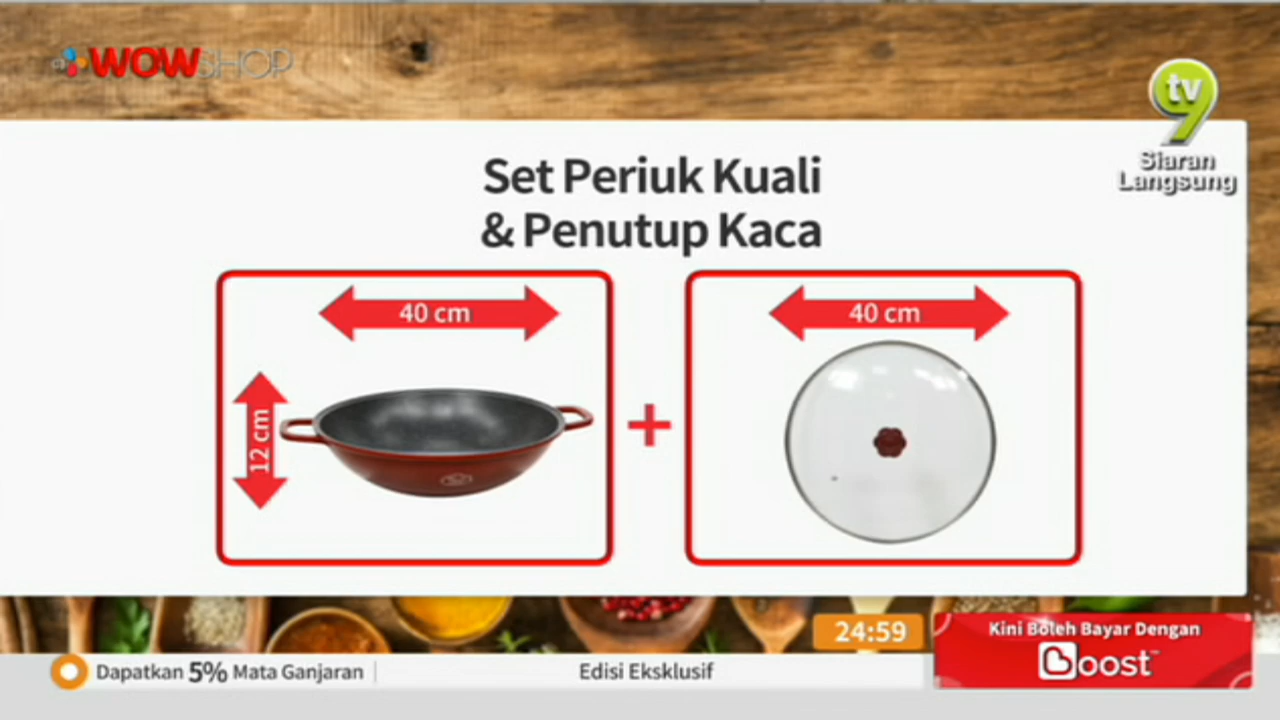 WOWSHOP
tv9
Siaran
Langsung
Set Periuk Kuali
& Penutup Kaca
40 cm
12 cm
40 cm
24:59
Kini Boleh Bayar Dengan
Boost™
Dapatkan 5% Mata Ganjaran
Edisi Eksklusif